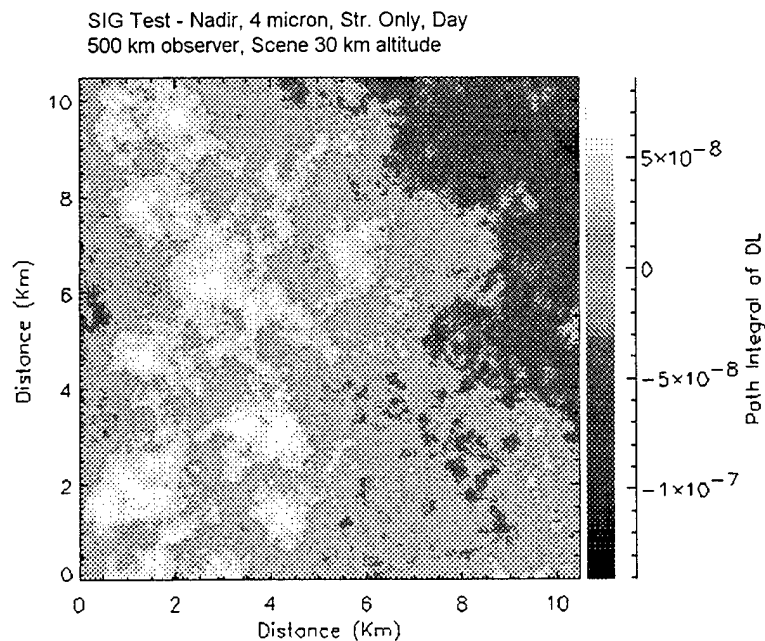 SIG Test - Nadir, 4 micron, Str. Only, Day
500 km observer, Scene 30 km altitude
10
8
6
4
2
0
Distance (Km)
0 2 4 6 8 10
Distance (Km)
5×10⁻⁸
0
−5×10⁻⁸
−1×10⁻⁷
Path Integral of DL